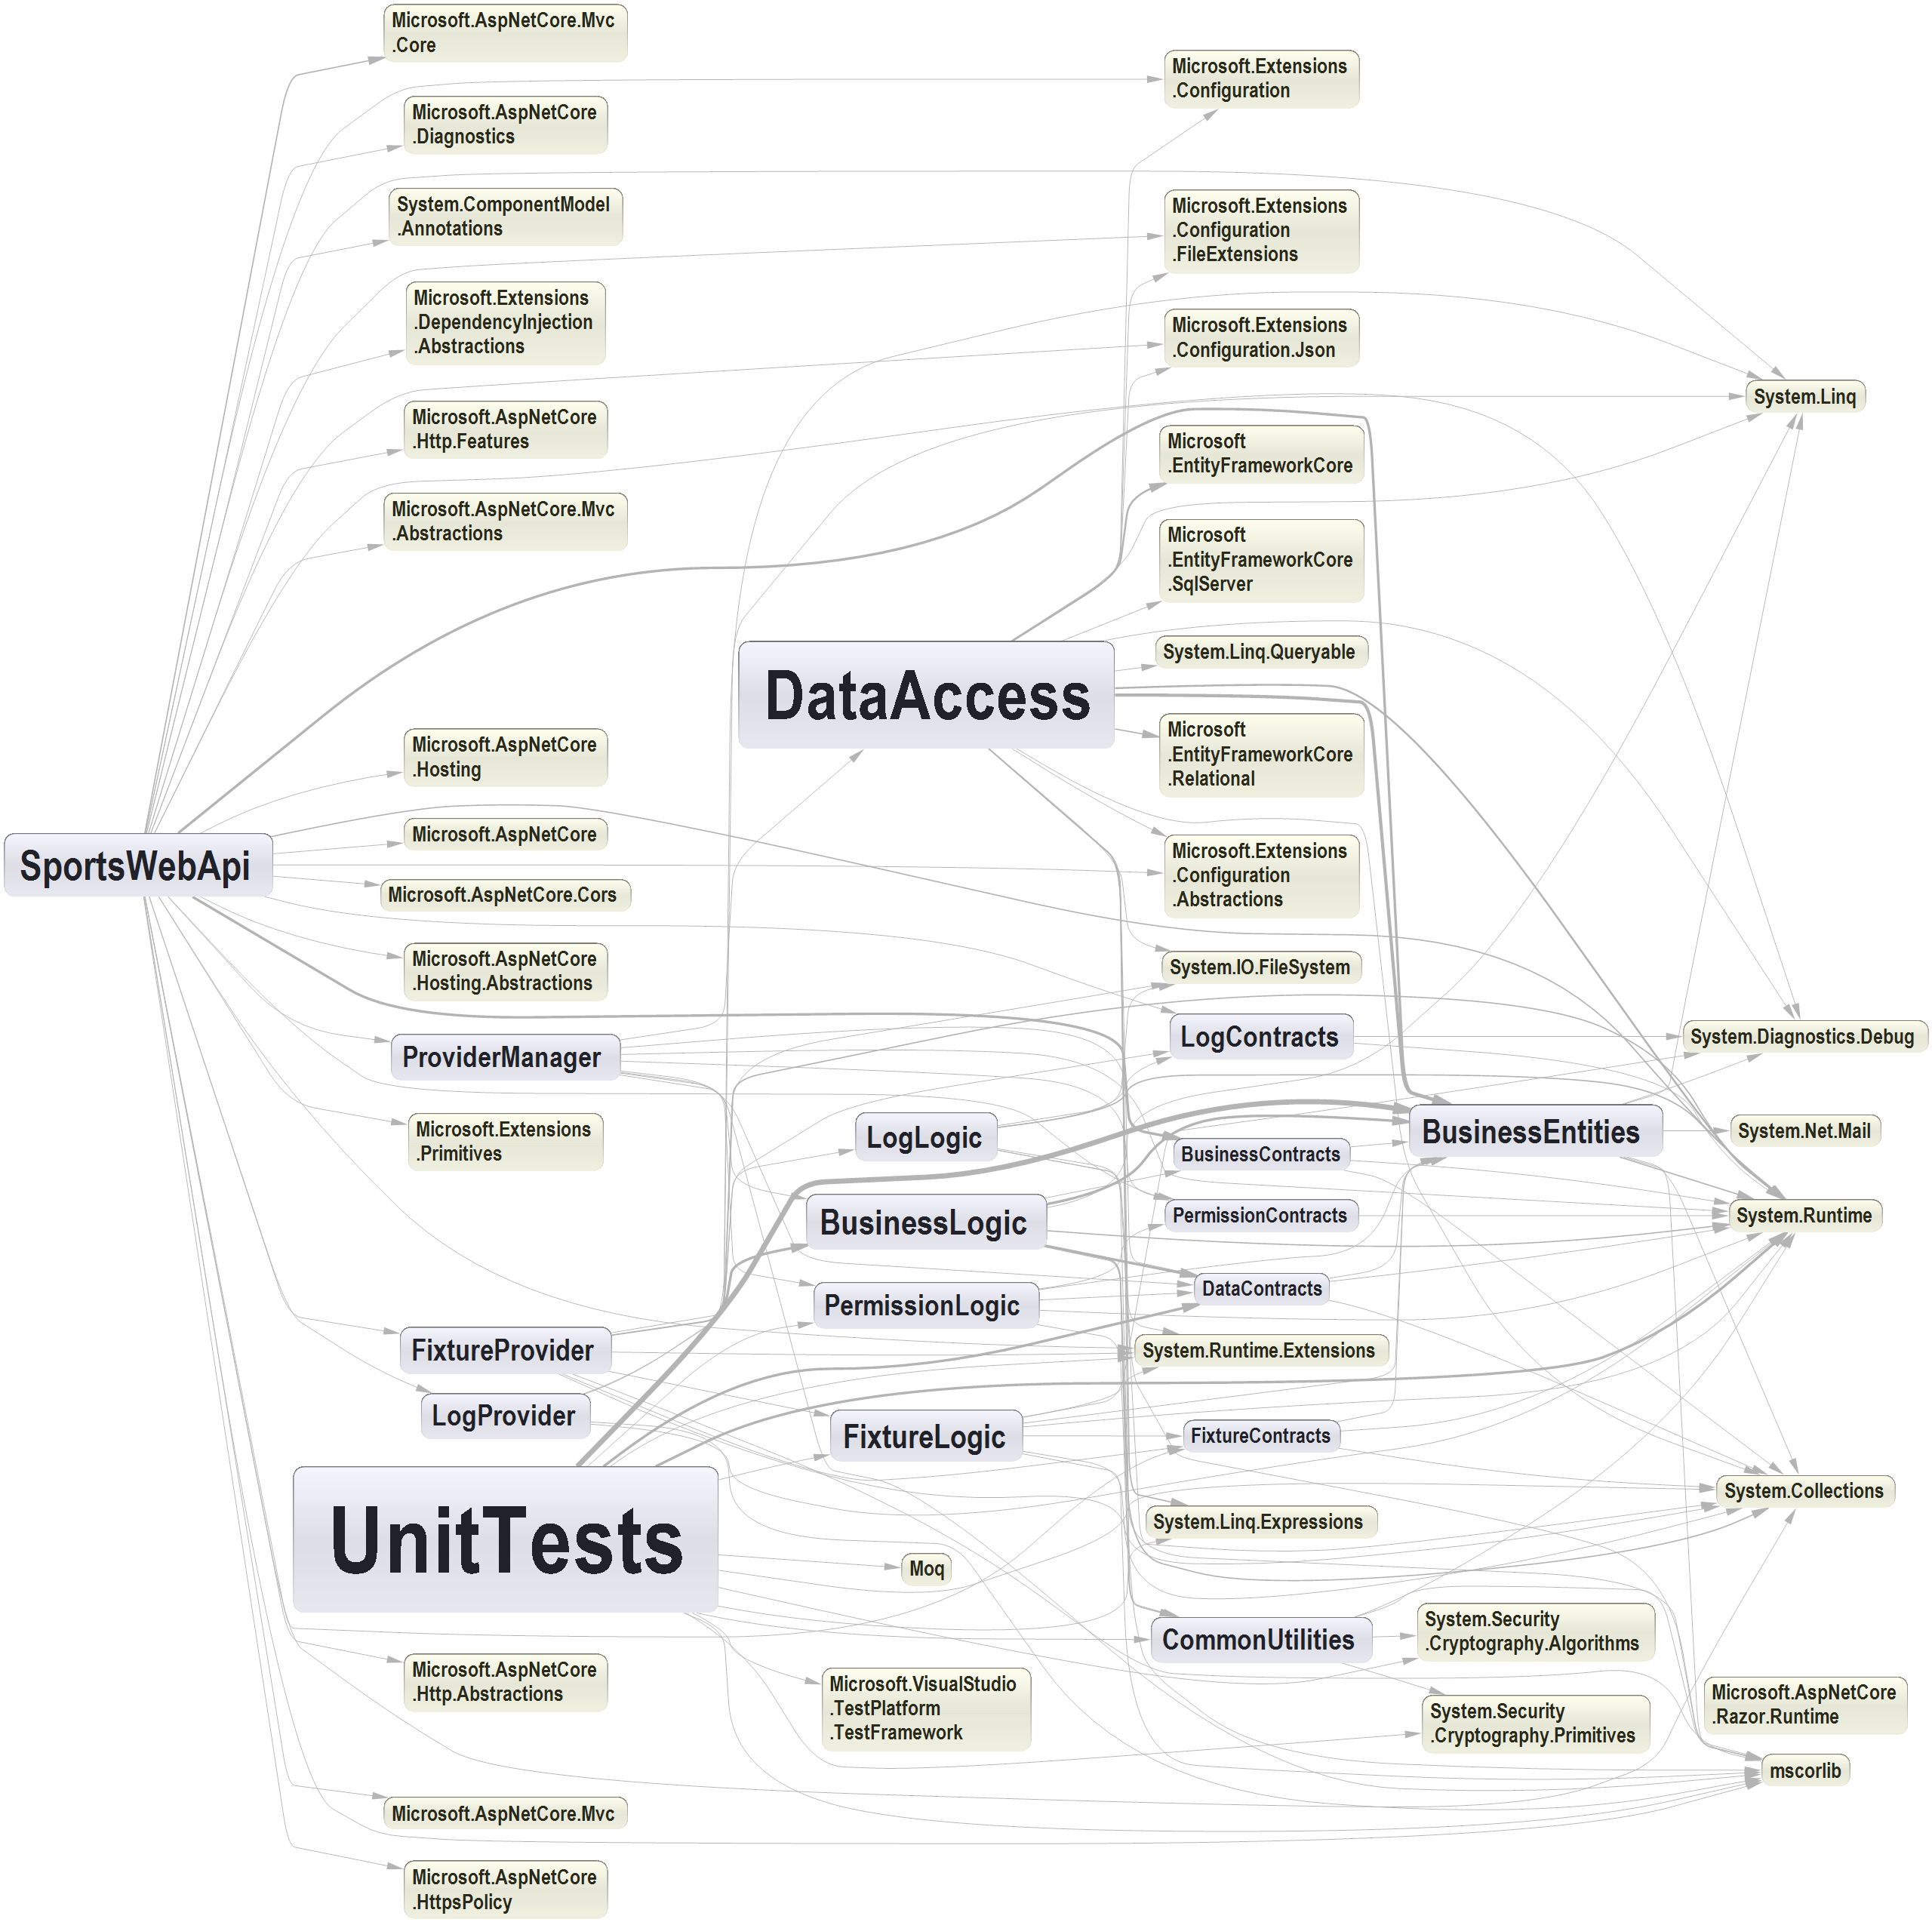 Microsoft.AspNetCore.Mvc
.Core
Microsoft.AspNetCore
.Diagnostics
System.ComponentModel
.Annotations
Microsoft.Extensions
.DependencyInjection
.Abstractions
Microsoft.AspNetCore
.Http.Features
Microsoft.AspNetCore.Mvc
.Abstractions
Microsoft.AspNetCore
.Hosting
Microsoft.AspNetCore
SportsWebApi
Microsoft.AspNetCore.Cors
Microsoft.AspNetCore
.Hosting.Abstractions
ProviderManager
Microsoft.Extensions
.Primitives
FixtureProvider
LogProvider
UnitTests
Microsoft.AspNetCore
.Http.Abstractions
Microsoft.AspNetCore.Mvc
Microsoft.AspNetCore
.HttpsPolicy
DataAccess
LogLogic
BusinessLogic
PermissionLogic
FixtureLogic
Moq
Microsoft.VisualStudio
.TestPlatform
.TestFramework
Microsoft.Extensions
.Configuration
Microsoft.Extensions
.Configuration
.FileExtensions
Microsoft.Extensions
.Configuration.Json
Microsoft
.EntityFrameworkCore
Microsoft
.EntityFrameworkCore
.SqlServer
System.Linq.Queryable
Microsoft
.EntityFrameworkCore
.Relational
Microsoft.Extensions
.Configuration
.Abstractions
System.IO.FileSystem
LogContracts
BusinessContracts
PermissionContracts
DataContracts
System.Runtime.Extensions
FixtureContracts
System.Linq.Expressions
CommonUtilities
BusinessEntities
System.Security
.Cryptography.Algorithms
System.Security
.Cryptography.Primitives
System.Linq
System.Diagnostics.Debug
System.Net.Mail
System.Runtime
System.Collections
Microsoft.AspNetCore
.Razor.Runtime
mscorlib